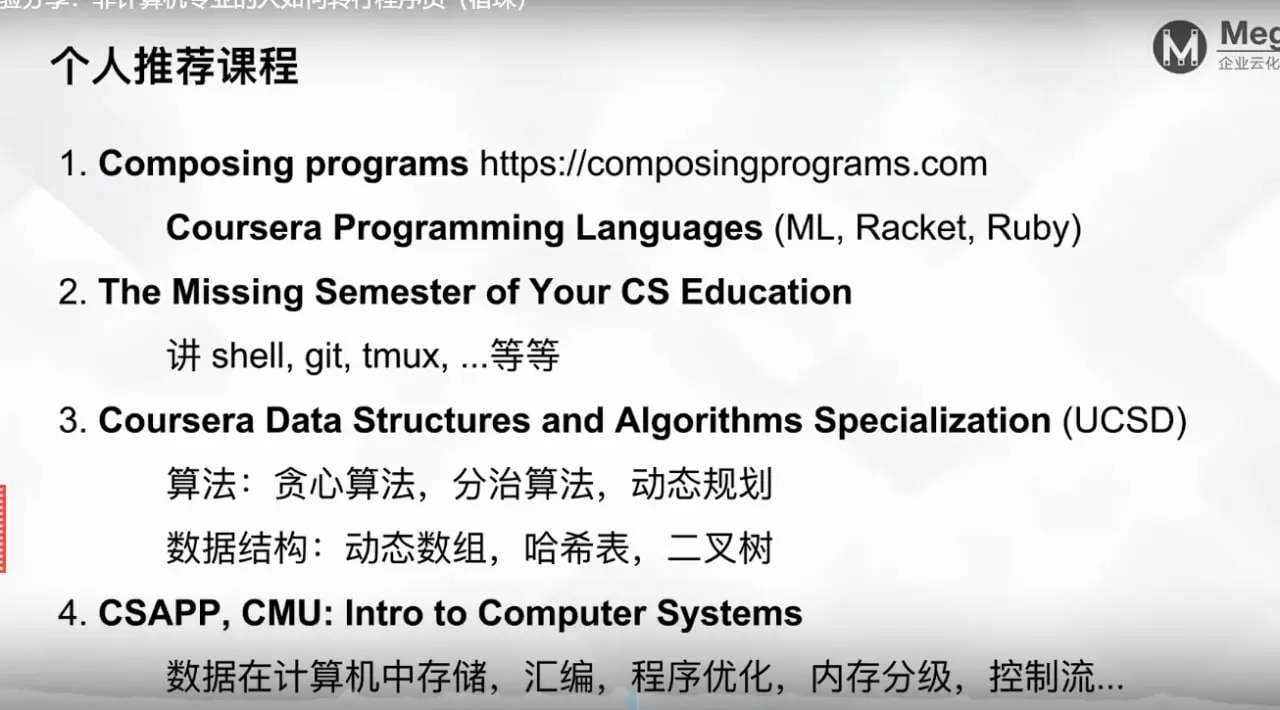 验分享：非计算机专业的人如何转行程序员（宿珠）
个人推荐课程
Meg
企业云化
1. Composing programs https://composingprograms.com
Coursera Programming Languages (ML, Racket, Ruby)
2. The Missing Semester of Your CS Education
讲 shell, git, tmux, ...等等
3. Coursera Data Structures and Algorithms Specialization (UCSD)
算法：贪心算法，分治算法，动态规划
数据结构：动态数组，哈希表，二叉树
4. CSAPP, CMU: Intro to Computer Systems
数据在计算机中存储，汇编，程序优化，内存分级，控制流...